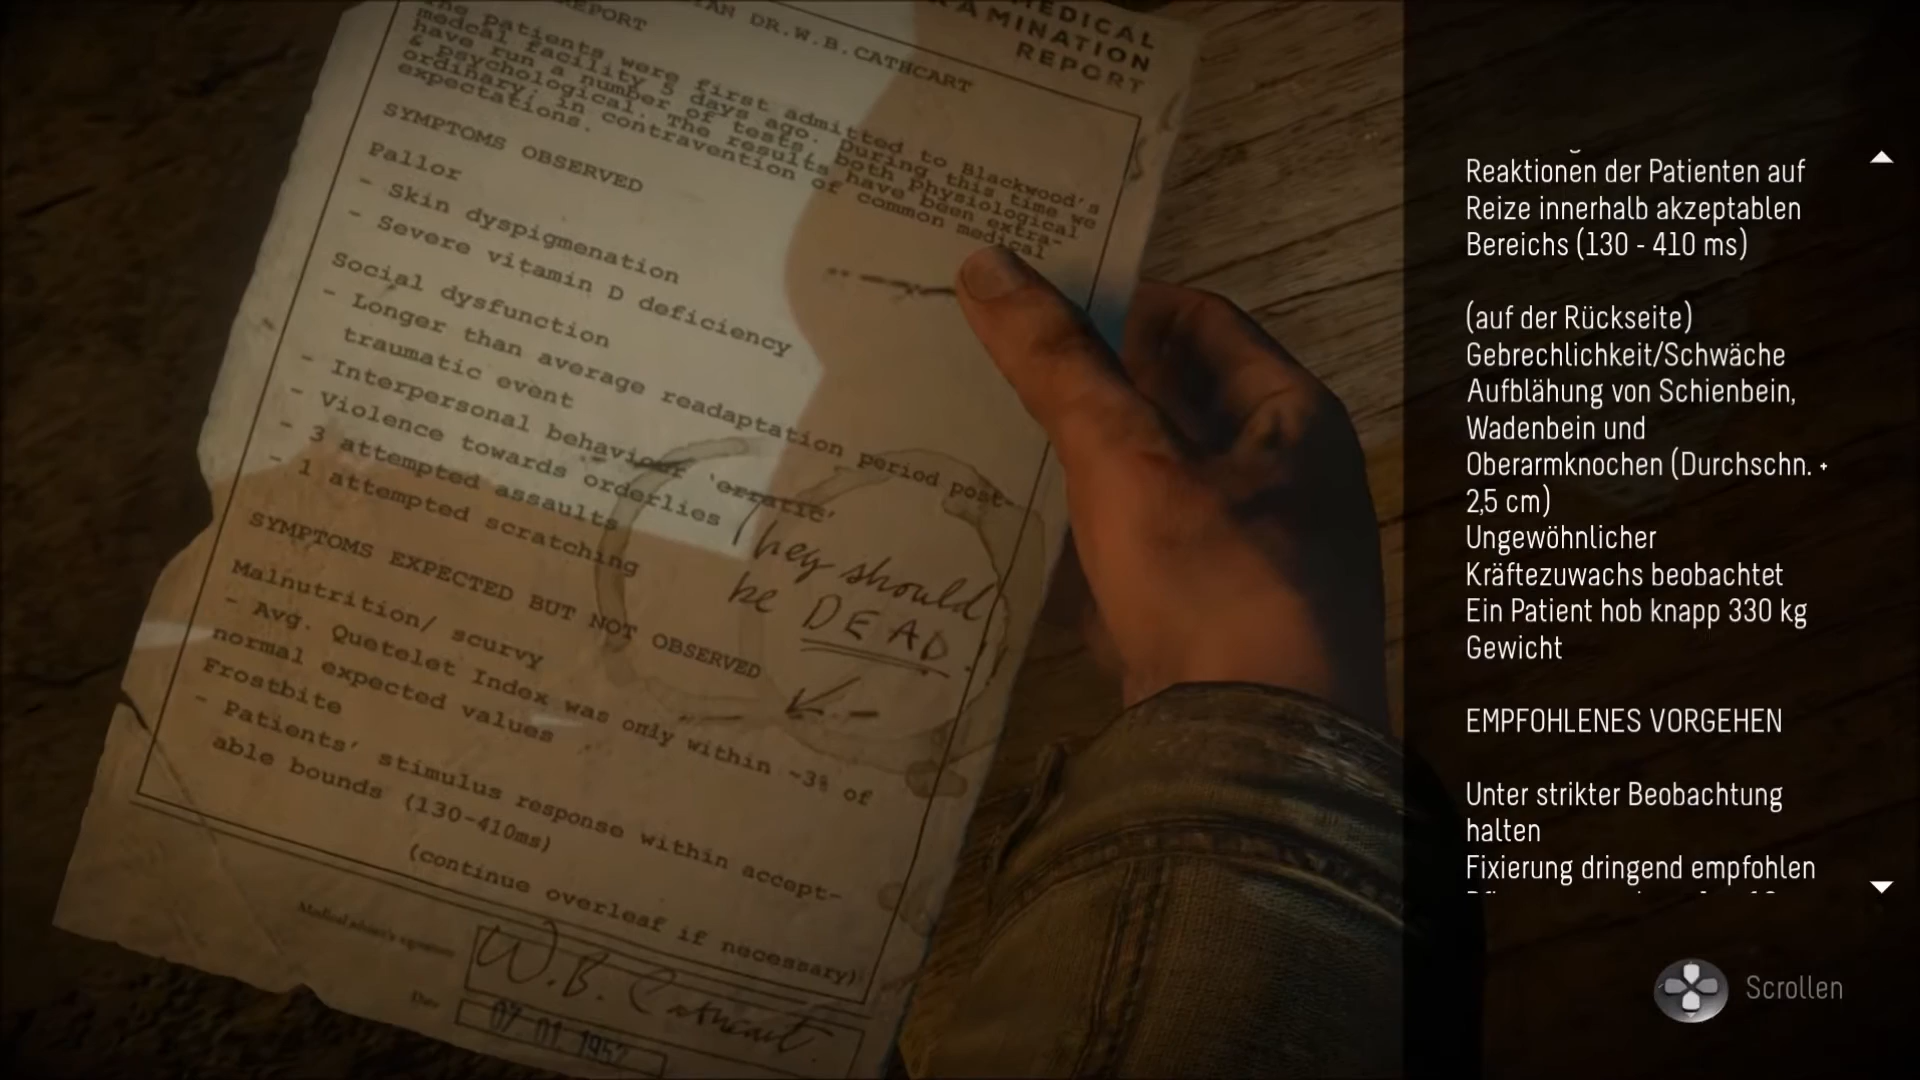 MEDICAL
EXAMINATION
REPORT
REPORT
DR.W.B.CATHCART
The patients were first admitted to Blackwood's
medcal facility 5 days ago. During this time we
have run a number of tests, both physiological
& psychological. The results have been extra-
ordinary, in contravention of common medical
expectations.
SYMPTOMS OBSERVED
Pallor
- Skin dyspigmenation
- Severe vitamin D deficiency
Social dysfunction
- Longer than average readaptation period post-
traumatic event
- Interpersonal behaviour 'erratic'
- Violence towards orderlies
- 3 attempted assaults
- 1 attempted scratching
They should
be DEAD!
SYMPTOMS EXPECTED BUT NOT OBSERVED
Malnutrition/ scurvy
- Avg. Quetelet Index was only within ~3% of
normal expected values
Frostbite
- Patients' stimulus response within accept-
able bounds (130-410ms)
(continue overleaf if necessary)
W.B. Cathcart
07 01 1952
Reaktionen der Patienten auf
Reize innerhalb akzeptablen
Bereichs (130 - 410 ms)
(auf der Rückseite)
Gebrechlichkeit/Schwäche
Aufblähung von Schienbein,
Wadenbein und
Oberarmknochen (Durchschn. +
2,5 cm)
Ungewöhnlicher
Kräftezuwachs beobachtet
Ein Patient hob knapp 330 kg
Gewicht
EMPFOHLENES VORGEHEN
Unter strikter Beobachtung
halten
Fixierung dringend empfohlen
Scrollen